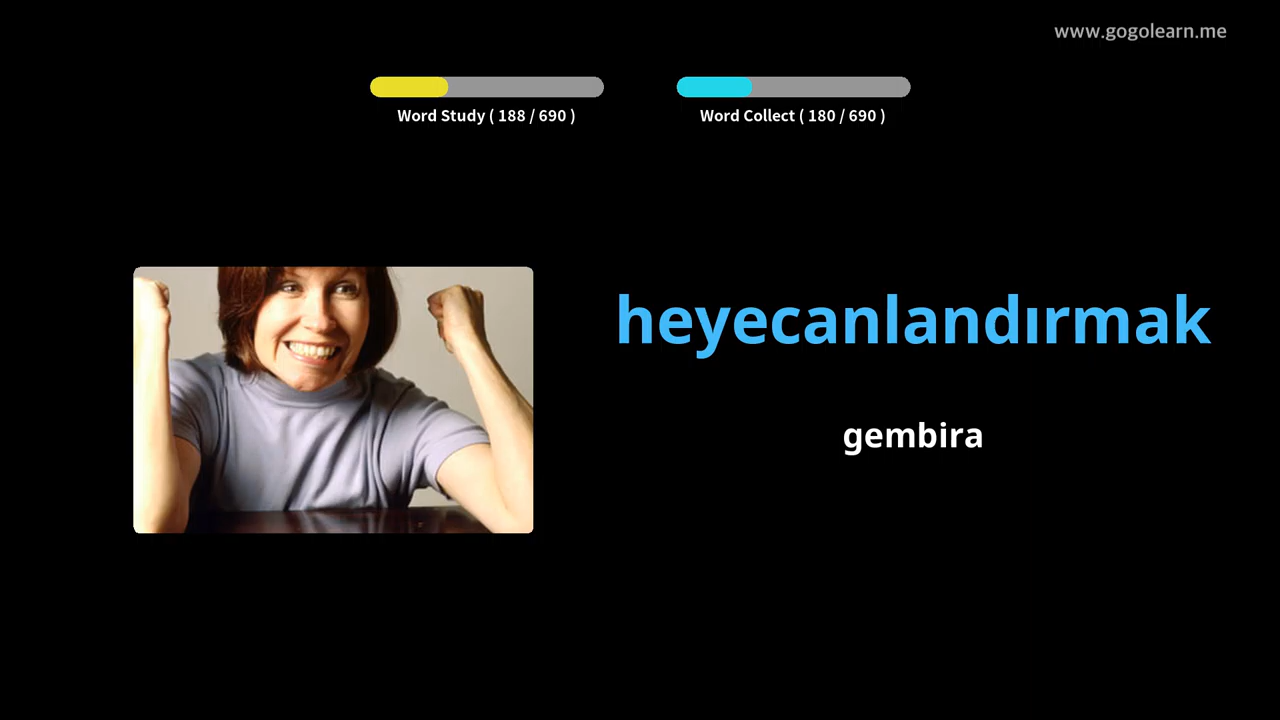 www.gogolearn.me
Word Study ( 188 / 690 )
Word Collect ( 180 / 690 )
heyecanlandırmak
gembira